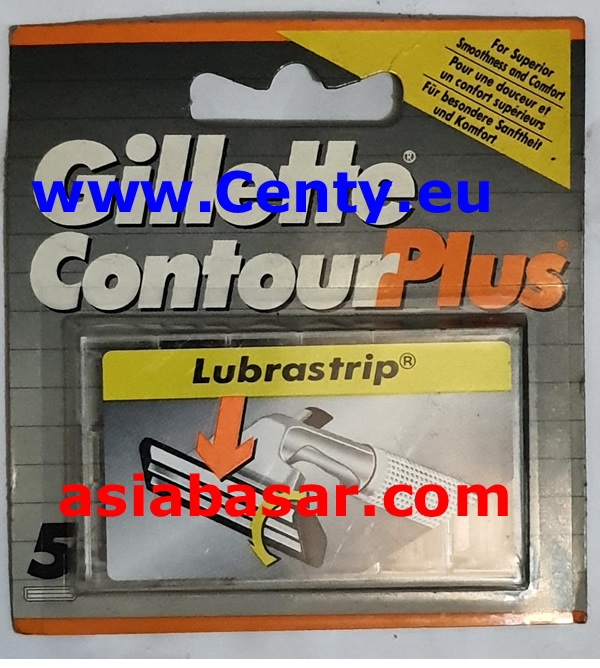 For Superior
Smoothness and Comfort
Pour une douceur et
un confort supérieurs
Für besondere Sanftheit
und Komfort
Gillette®
www.Centy.eu
ContourPlus®
Lubrastrip®
asiabasar.com
5